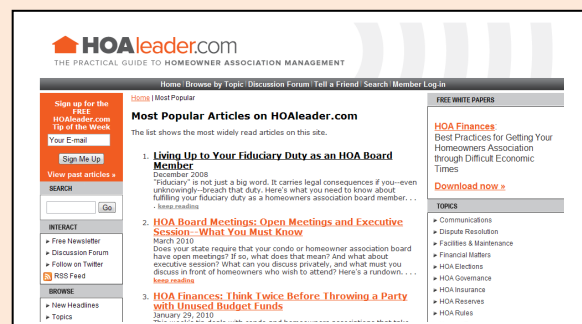 HOAleader.com
THE PRACTICAL GUIDE TO HOMEOWNER ASSOCIATION MANAGEMENT
Home | Browse by Topic | Discussion Forum | Tell a Friend | Search | Member Log-in
Sign up for the
FREE
HOAleader.com
Tip of the Week
Your E-mail
Sign Me Up
View past articles »
SEARCH
Go
INTERACT
Free Newsletter
Discussion Forum
Follow on Twitter
RSS Feed
BROWSE
New Headlines
Topics
Home | Most Popular
Most Popular Articles on HOAleader.com
The list shows the most widely read articles on this site.
1. Living Up to Your Fiduciary Duty as an HOA Board
Member
December 2008
"Fiduciary" is not just a big word. It carries legal consequences if you--even
unknowingly--breach that duty. Here's what you need to know about
fulfilling your fiduciary duty as a homeowners association board member. . .
. keep reading
2. HOA Board Meetings: Open Meetings and Executive
Session--What You Must Know
March 2010
Does your state require that your condo or homeowner association board
have open meetings? If so, what does that mean? And what about
executive session? What can you discuss privately, and what must you
discuss in front of homeowners who wish to attend? Here's a rundown. . . .
keep reading
3. HOA Finances: Think Twice Before Throwing a Party
with Unused Budget Funds
January 29, 2010
FREE WHITE PAPERS
HOA Finances:
Best Practices for Getting Your
Homeowners Association
through Difficult Economic
Times
Download now »
TOPICS
Communications
Dispute Resolution
Facilities & Maintenance
Financial Matters
HOA Elections
HOA Governance
HOA Insurance
HOA Reserves
HOA Rules